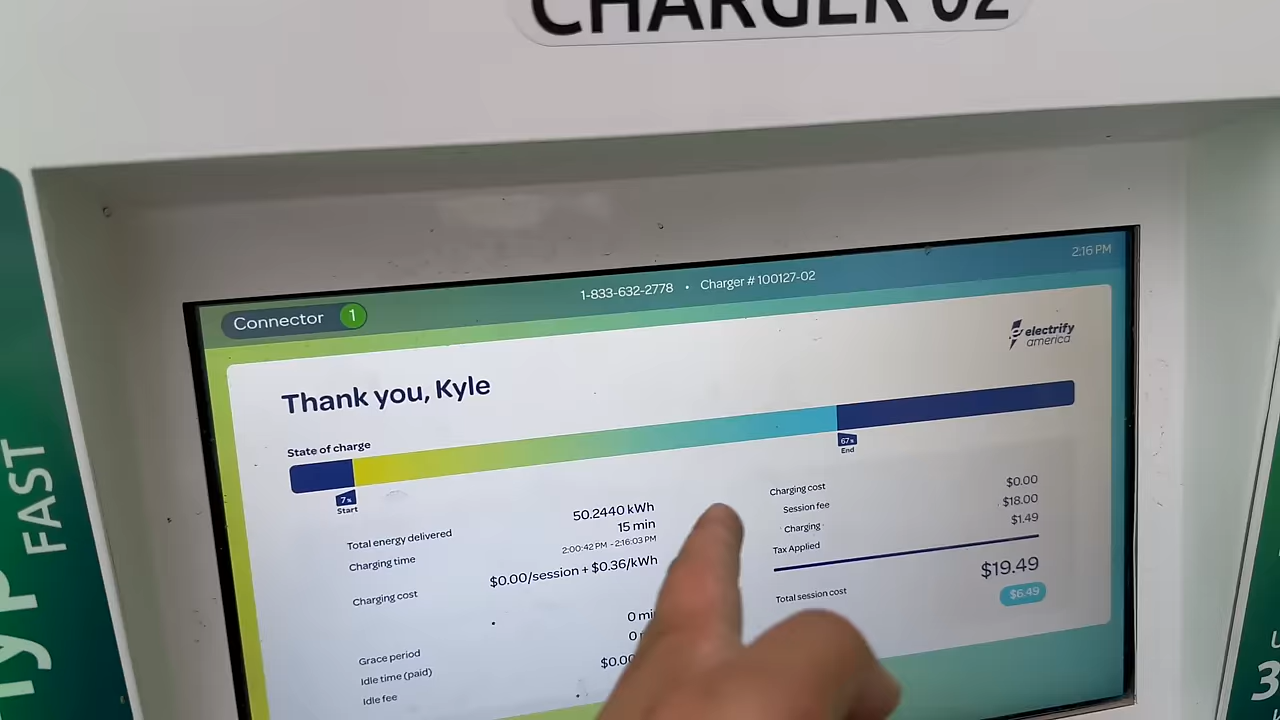 CHARGER 02
2:16 PM
1-833-632-2778 • Charger # 100127-02
Connector 1
electrify
america
Thank you, Kyle
State of charge
7%
Start
67%
End
Total energy delivered 50.2440 kWh
Charging time 15 min
2:00:42 PM - 2:16:03 PM
Charging cost $0.00/session + $0.36/kWh
Grace period 0
Idle time (paid) 0
Idle fee $0.00
Charging cost
Session fee $0.00
Charging $18.00
Tax Applied $1.49
Total session cost $19.49
$6.49
FAST
3